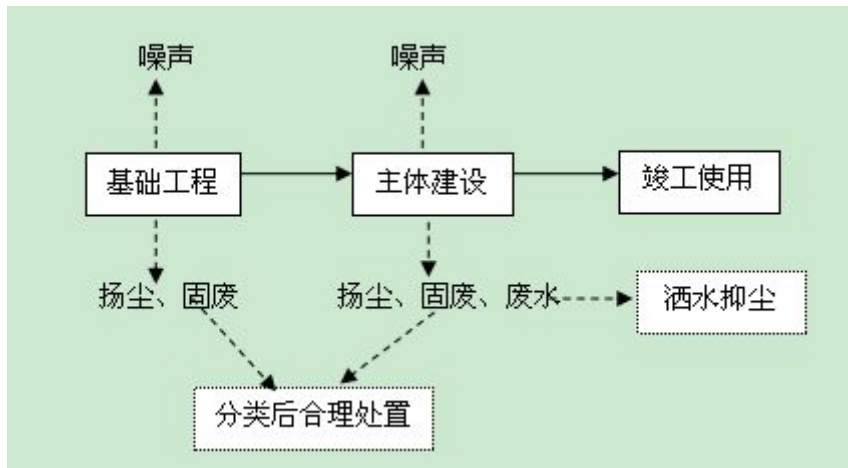 噪声
噪声
基础工程
主体建设
竣工使用
扬尘、固废
扬尘、固废、废水
洒水抑尘
分类后合理处置